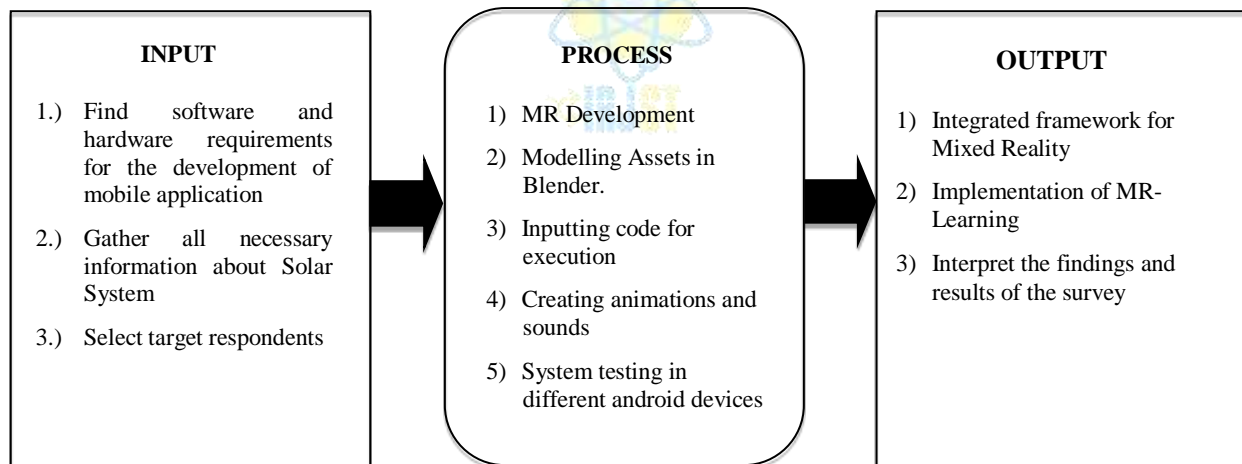 INPUT
1.) Find software and
hardware requirements
for the development of
mobile application
2.) Gather all necessary
information about Solar
System
3.) Select target respondents
PROCESS
1) MR Development
2) Modelling Assets in
Blender.
3) Inputting code for
execution
4) Creating animations and
sounds
5) System testing in
different android devices
IRJET
OUTPUT
1) Integrated framework for
Mixed Reality
2) Implementation of MR-
Learning
3) Interpret the findings and
results of the survey